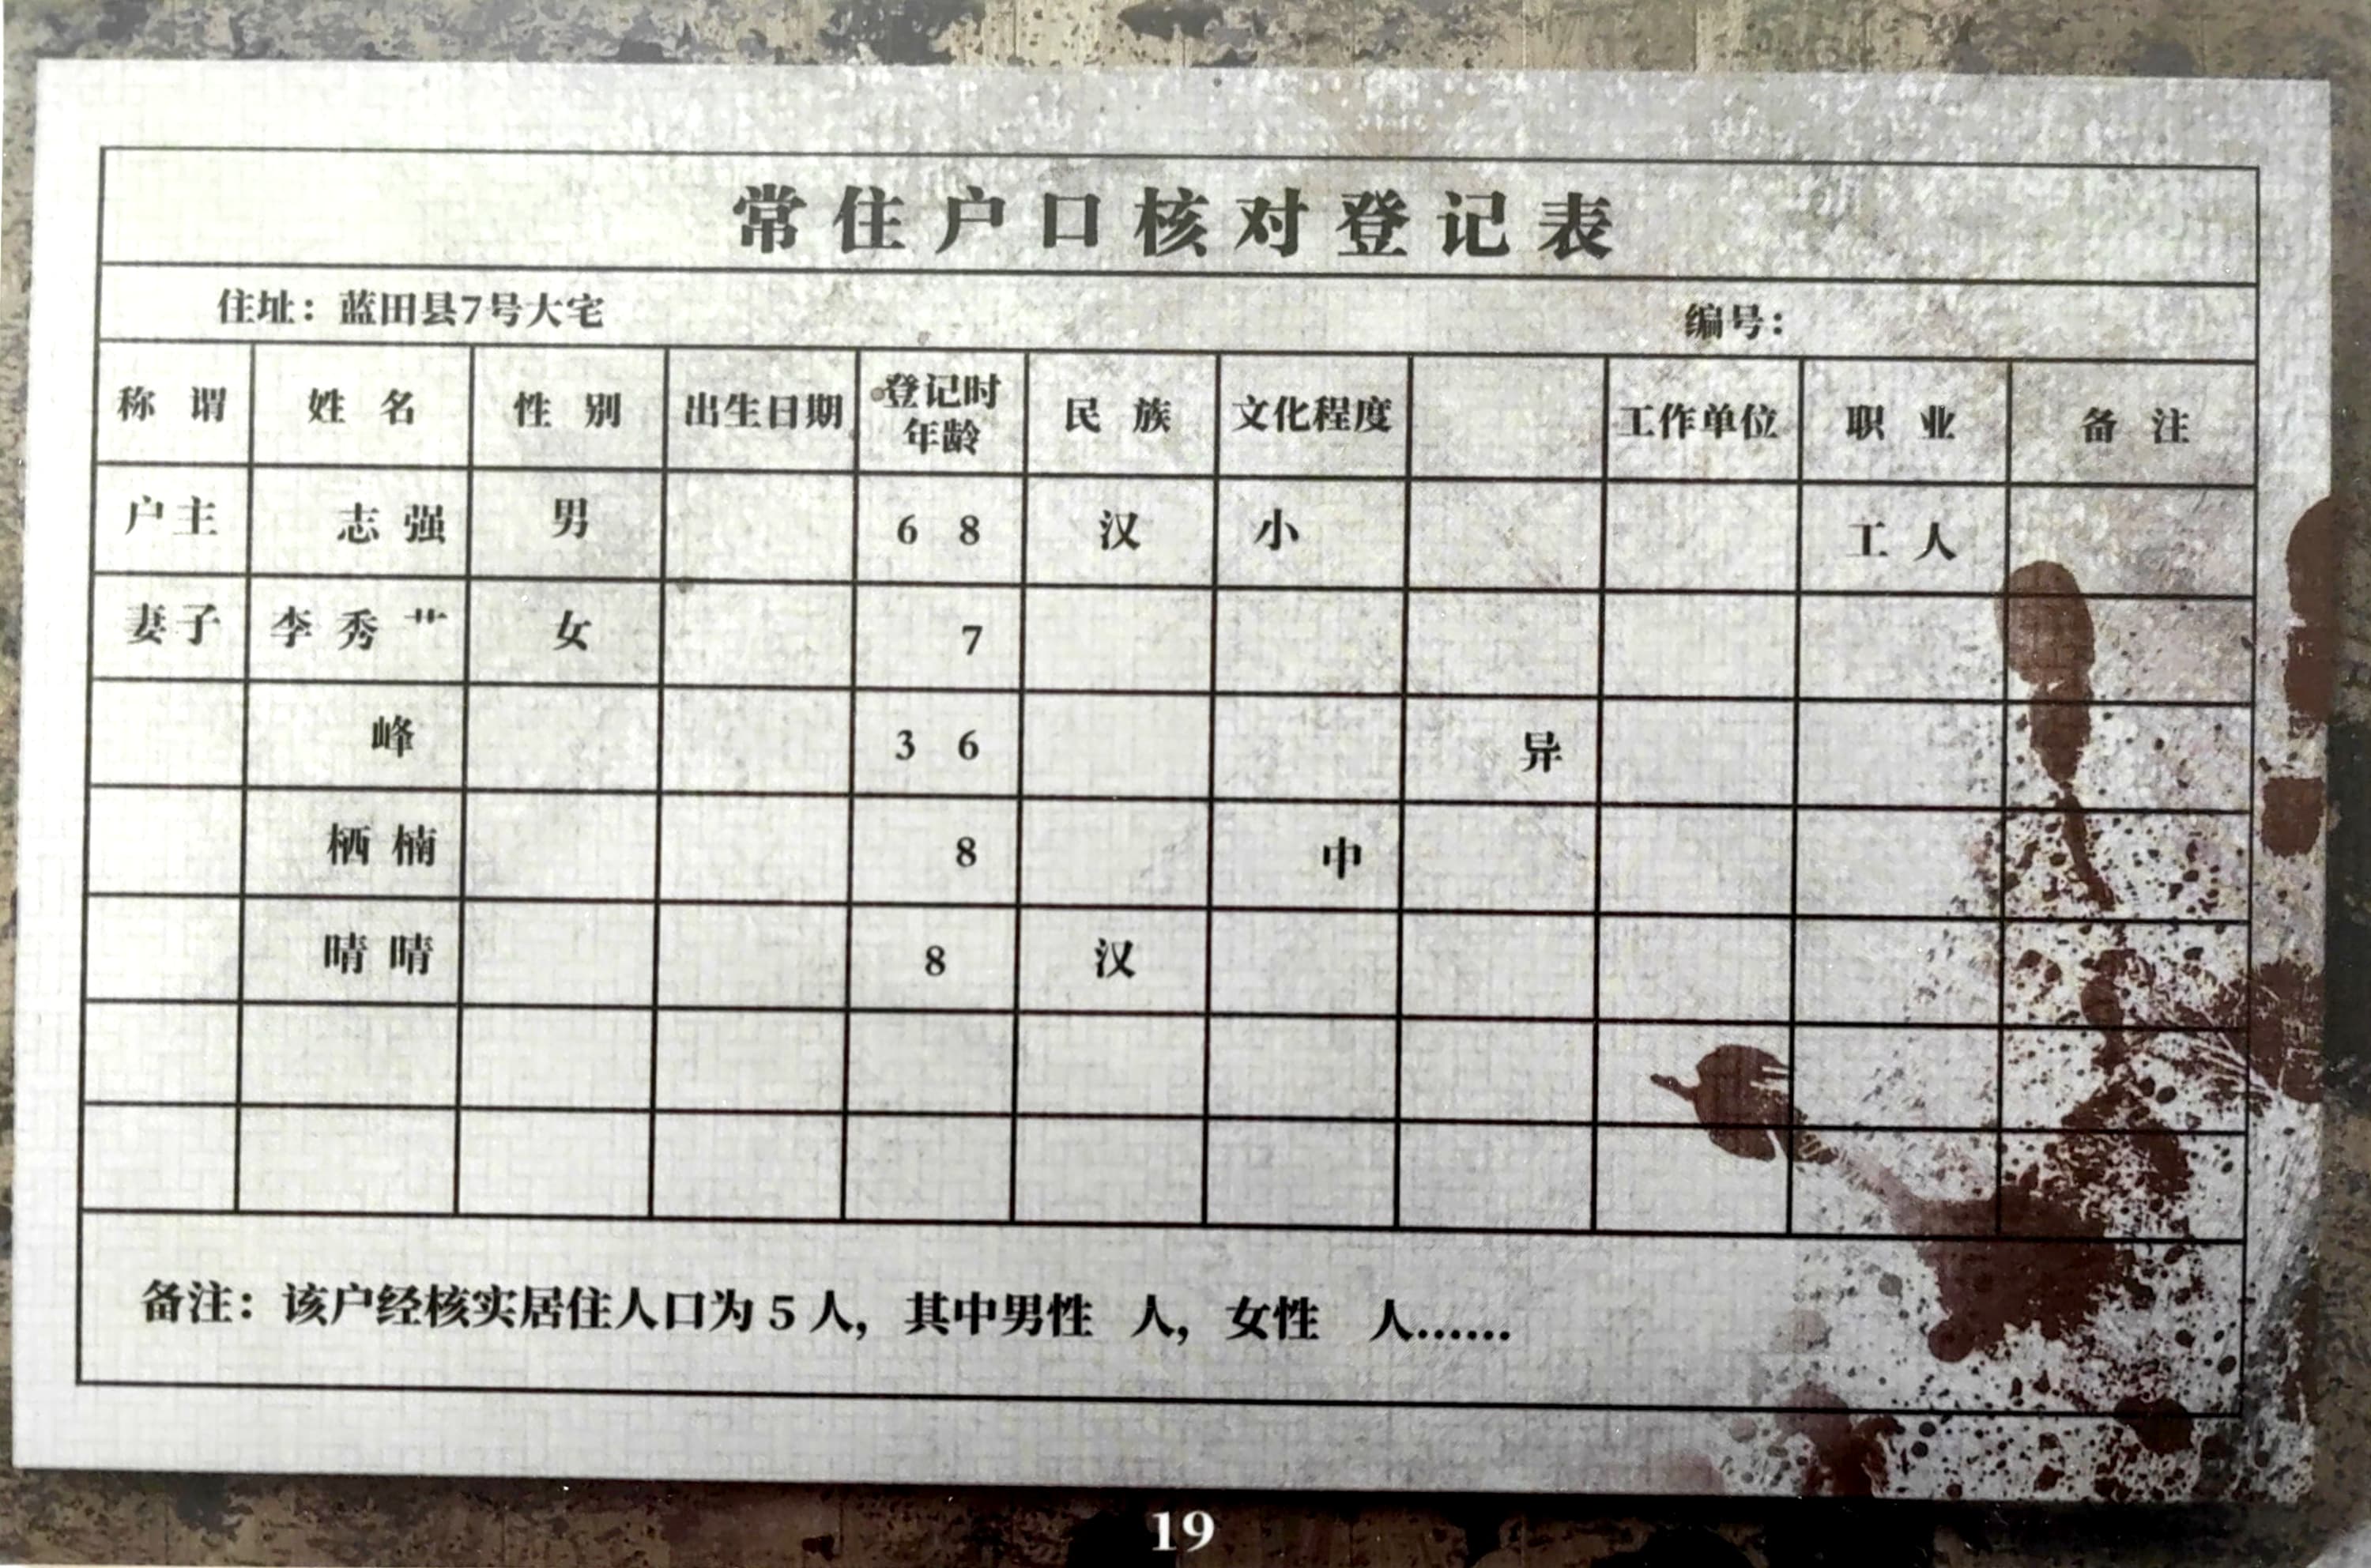 常住户口核对登记表
住址：蓝田县7号大宅 编号：
称谓 姓名 性别 出生日期 登记时年龄 民族 文化程度 工作单位 职业 备注
户主 志强 男 6 8 汉 小 工人
妻子 李秀艹 女 7
峰 3 6 异
栖楠 8 中
晴晴 8 汉
备注：该户经核实居住人口为 5 人，其中男性 人，女性 人……
19